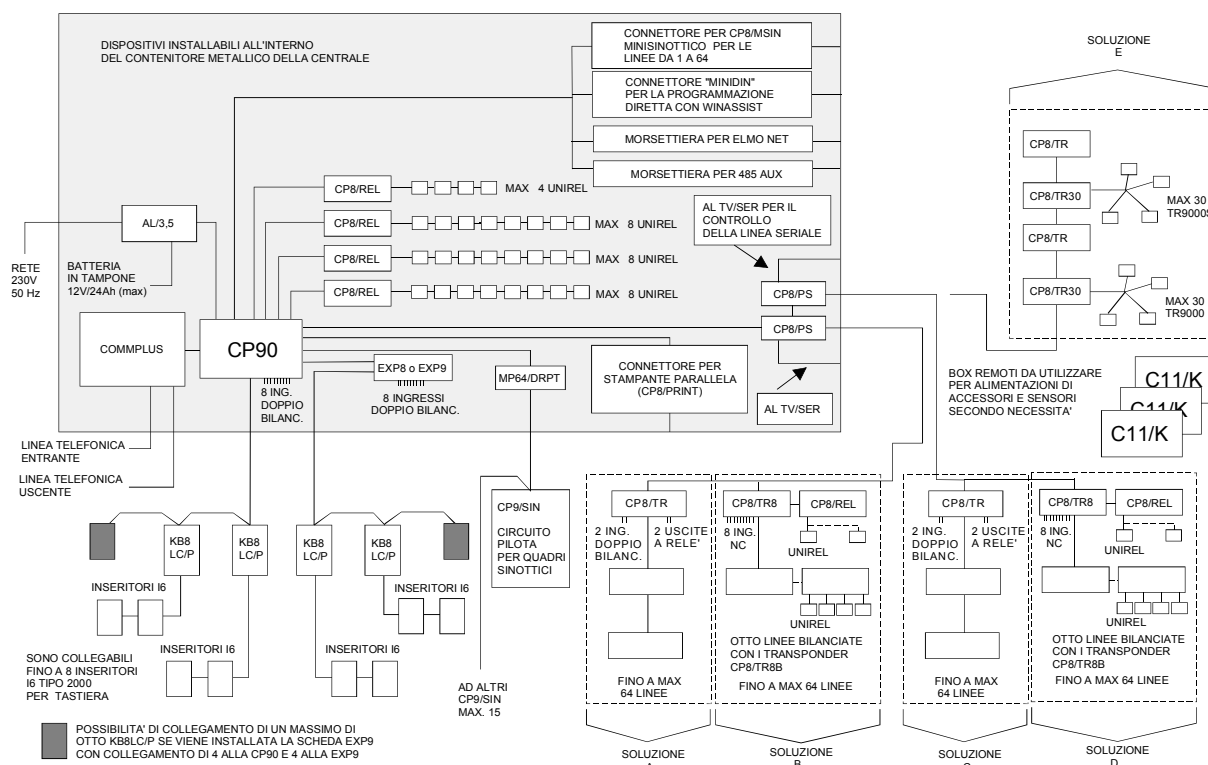 DISPOSITIVI INSTALLABILI ALL'INTERNO
DEL CONTENITORE METALLICO DELLA CENTRALE
CONNETTORE PER CP8/MSIN
MINISINOTTICO PER LE
LINEE DA 1 A 64
CONNETTORE "MINIDIN"
PER LA PROGRAMMAZIONE
DIRETTA CON WINASSIST
MORSETTIERA PER ELMO NET
MORSETTIERA PER 485 AUX
SOLUZIONE
E
CP8/TR
CP8/TR30
MAX 30
TR9000S
CP8/TR
CP8/TR30
MAX 30
TR9000
CP8/REL
MAX 4 UNIREL
CP8/REL
MAX 8 UNIREL
CP8/REL
MAX 8 UNIREL
CP8/REL
MAX 8 UNIREL
AL TV/SER PER IL
CONTROLLO
DELLA LINEA SERIALE
AL/3,5
RETE
230V
50 Hz
BATTERIA
IN TAMPONE
12V/24Ah (max)
CP8/PS
CP8/PS
COMMPLUS
CP90
EXP8 o EXP9
MP64/DRPT
CONNETTORE PER
STAMPANTE PARALLELA
(CP8/PRINT)
AL TV/SER
8 ING.
DOPPIO
BILANC.
8 INGRESSI
DOPPIO BILANC.
BOX REMOTI DA UTILIZZARE
PER ALIMENTAZIONI DI
ACCESSORI E SENSORI
SECONDO NECESSITA'
C11/K
C11/K
C11/K
LINEA TELEFONICA
ENTRANTE
LINEA TELEFONICA
USCENTE
KB8
LC/P
KB8
LC/P
KB8
LC/P
KB8
LC/P
INSERITORI I6
INSERITORI I6
INSERITORI I6
INSERITORI I6
SONO COLLEGABILI
FINO A 8 INSERITORI
I6 TIPO 2000
PER TASTIERA
CP9/SIN
CIRCUITO
PILOTA
PER QUADRI
SINOTTICI
AD ALTRI
CP9/SIN
MAX. 15
CP8/TR
2 ING.
DOPPIO
BILANC.
2 USCITE
A RELE'
FINO A MAX
64 LINEE
CP8/TR8
CP8/REL
8 ING.
NC
UNIREL
UNIREL
OTTO LINEE BILANCIATE
CON I TRANSPONDER
CP8/TR8B
FINO A MAX 64 LINEE
CP8/TR
2 ING.
DOPPIO
BILANC.
2 USCITE
A RELE'
FINO A MAX
64 LINEE
CP8/TR8
CP8/REL
8 ING.
NC
UNIREL
UNIREL
OTTO LINEE BILANCIATE
CON I TRANSPONDER
CP8/TR8B
FINO A MAX 64 LINEE
POSSIBILITA' DI COLLEGAMENTO DI UN MASSIMO DI
OTTO KB8LC/P SE VIENE INSTALLATA LA SCHEDA EXP9
CON COLLEGAMENTO DI 4 ALLA CP90 E 4 ALLA EXP9
SOLUZIONE
A
SOLUZIONE
B
SOLUZIONE
SOLUZIONE
D